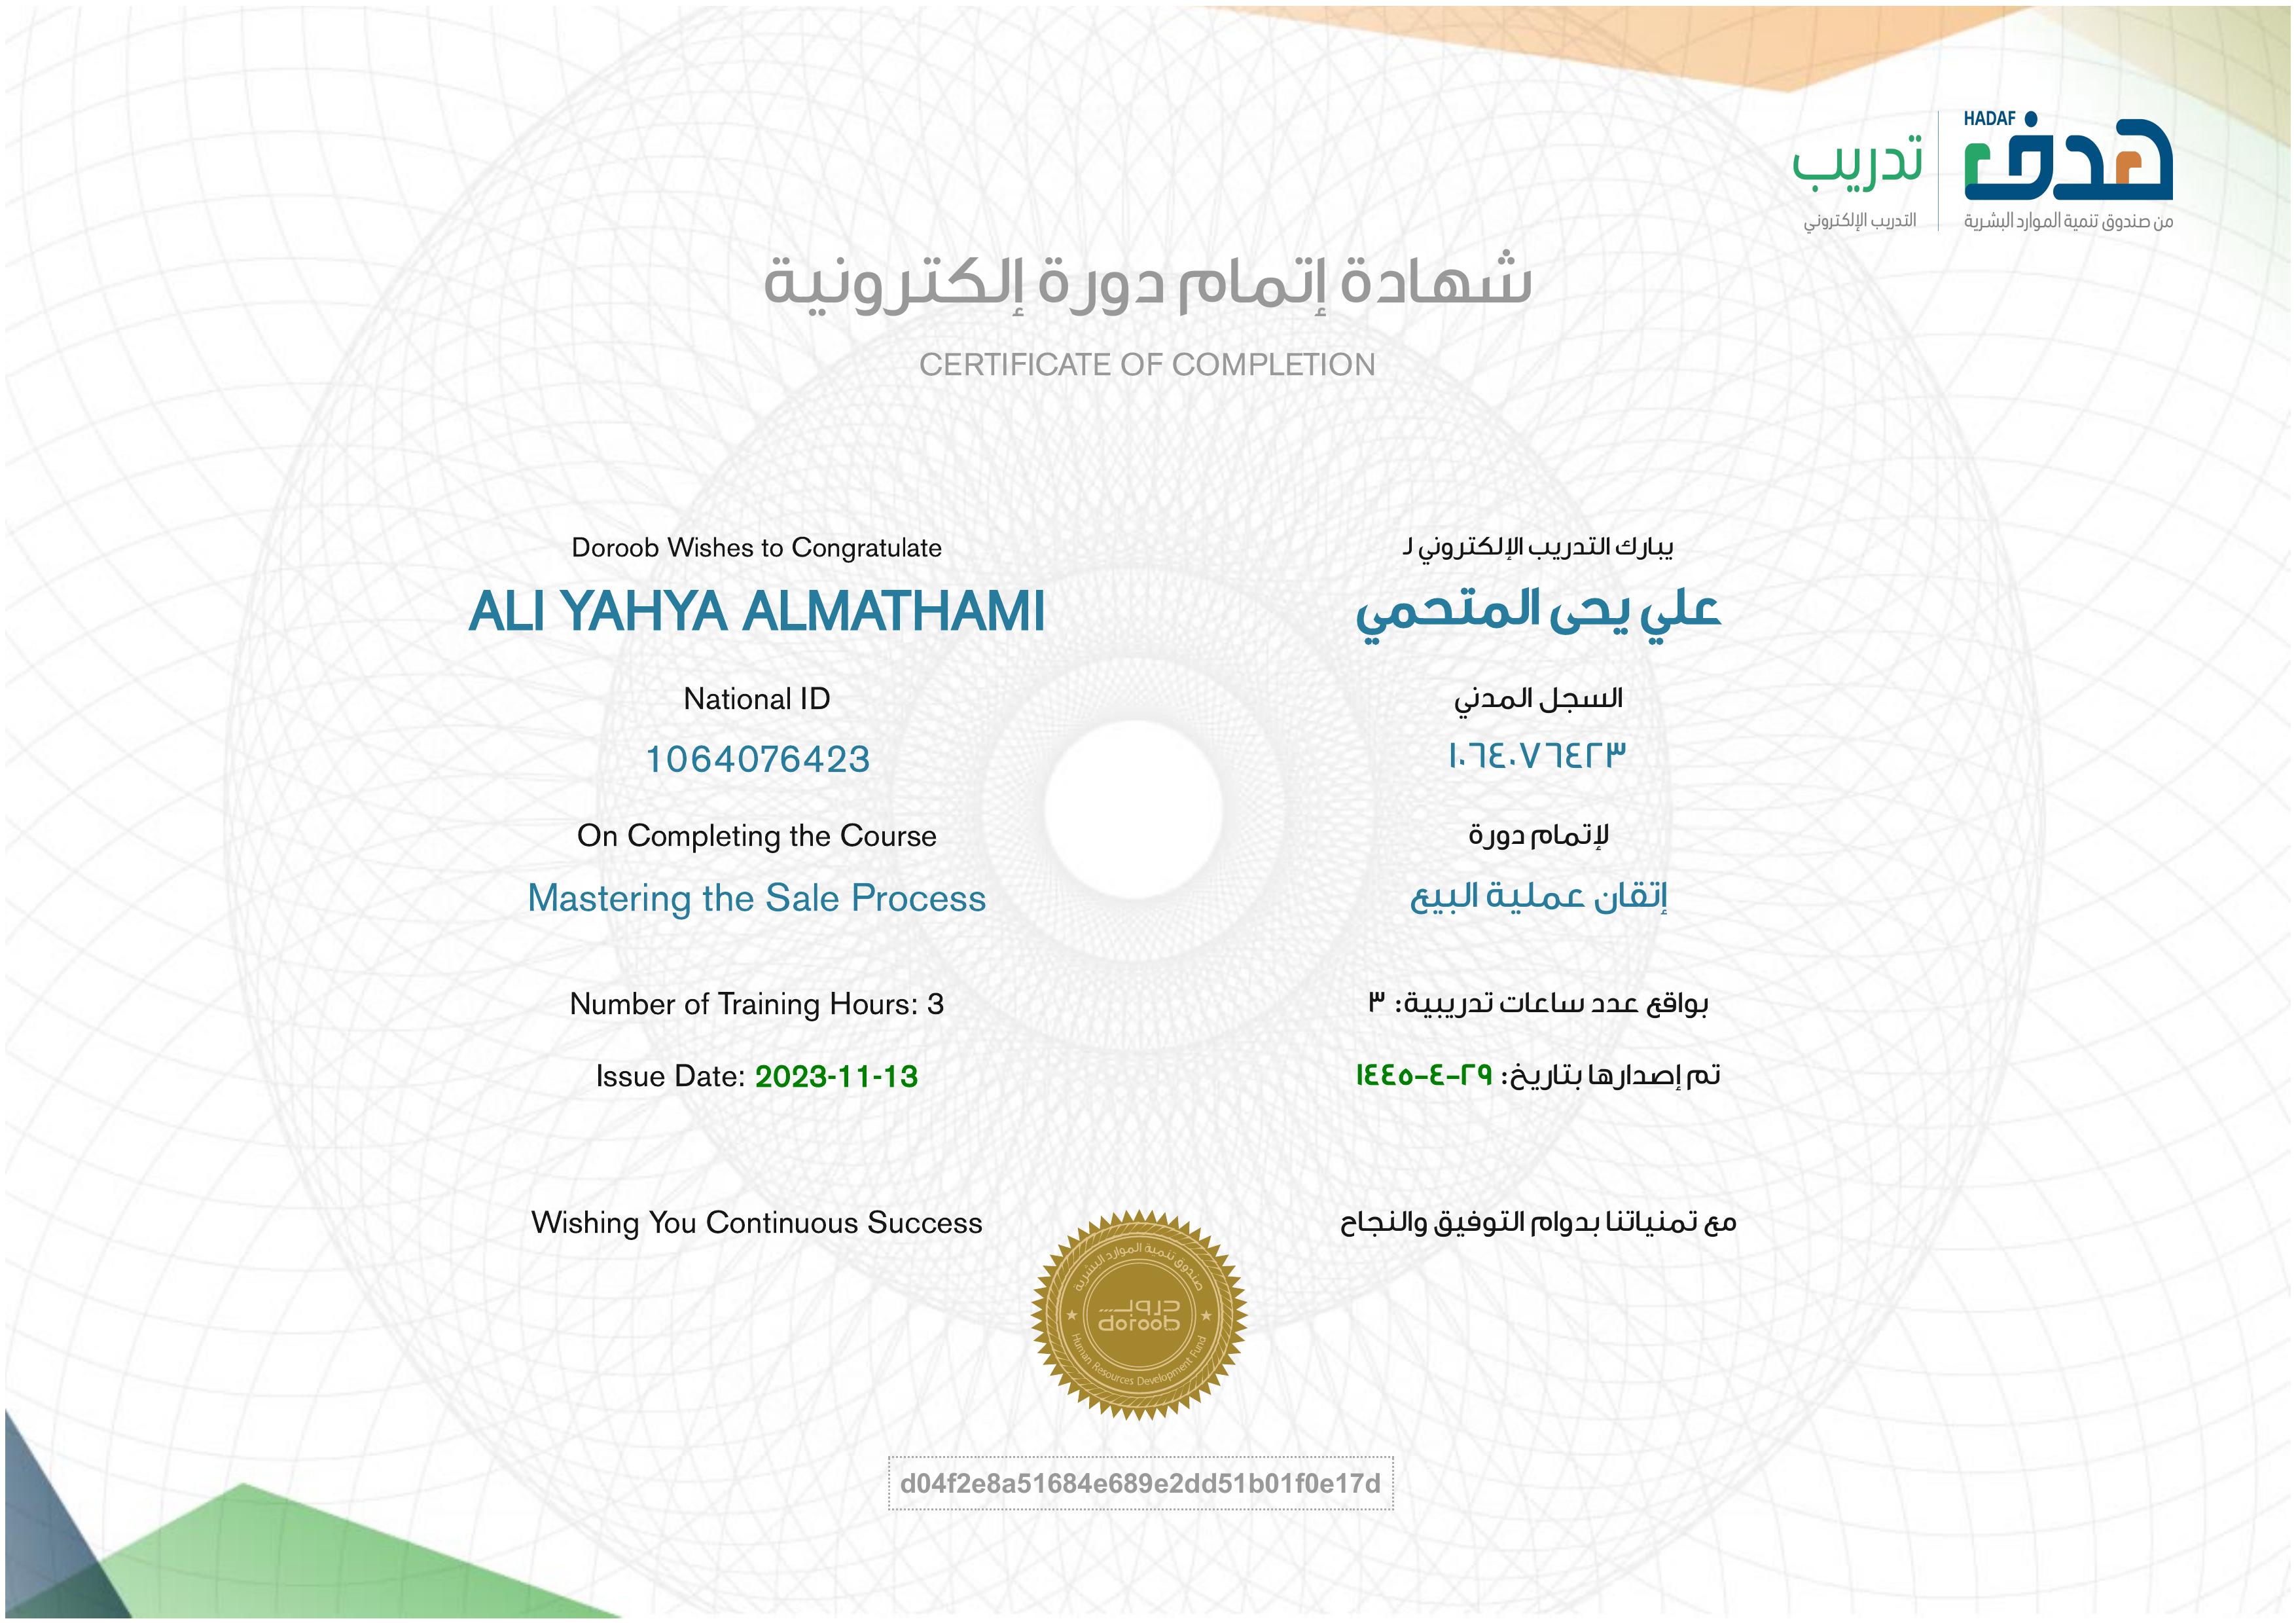 HADAF
هدف
تدريب
من صندوق تنمية الموارد البشرية
التدريب الإلكتروني
شهادة إتمام دورة إلكترونية
CERTIFICATE OF COMPLETION
Doroob Wishes to Congratulate
ALI YAHYA ALMATHAMI
National ID
1064076423
On Completing the Course
Mastering the Sale Process
Number of Training Hours: 3
Issue Date: 2023-11-13
Wishing You Continuous Success
يبارك التدريب الإلكتروني لـ
علي يحى المتحمي
السجل المدني
١٠٦٤٠٧٦٤٢٣
لإتمام دورة
إتقان عملية البيع
بواقع عدد ساعات تدريبية: ٣
تم إصدارها بتاريخ: ٢٩-٤-١٤٤٥
مع تمنياتنا بدوام التوفيق والنجاح
صندوق تنمية الموارد البشرية
دروب
doroob
Human Resources Development Fund
d04f2e8a51684e689e2dd51b01f0e17d